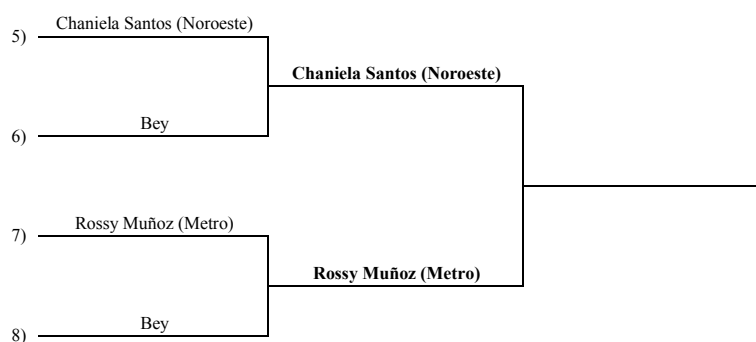 5) Chaniela Santos (Noroeste)
Chaniela Santos (Noroeste)
6) Bey
7) Rossy Muñoz (Metro)
Rossy Muñoz (Metro)
8) Bey